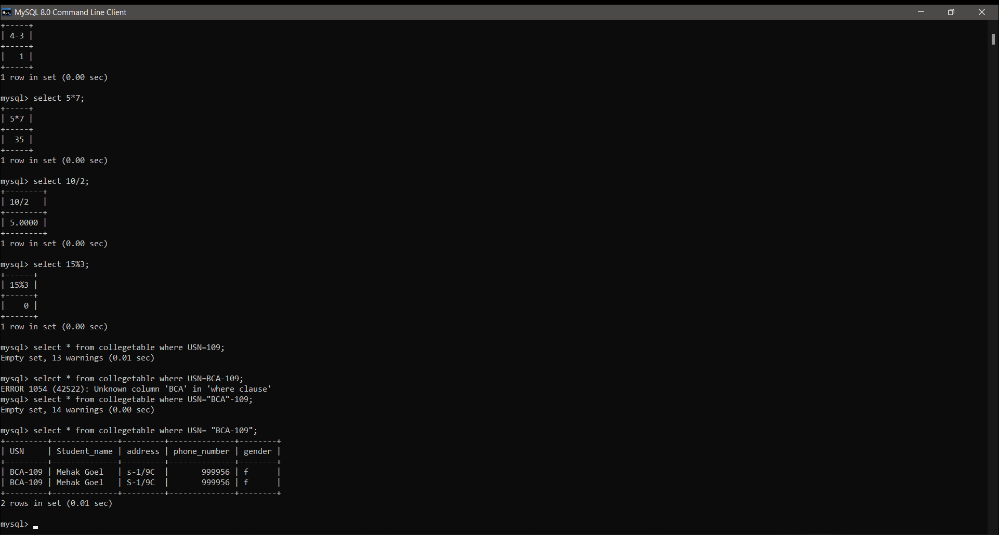 MySQL 8.0 Command Line Client
+-----+
| 4-3 |
+-----+
|   1 |
+-----+
1 row in set (0.00 sec)
mysql> select 5*7;
+-----+
| 5*7 |
+-----+
|  35 |
+-----+
1 row in set (0.00 sec)
mysql> select 10/2;
+--------+
| 10/2   |
+--------+
| 5.0000 |
+--------+
1 row in set (0.00 sec)
mysql> select 15%3;
+------+
| 15%3 |
+------+
|    0 |
+------+
1 row in set (0.00 sec)
mysql> select * from collegetable where USN=109;
Empty set, 13 warnings (0.01 sec)
mysql> select * from collegetable where USN=BCA-109;
ERROR 1054 (42S22): Unknown column 'BCA' in 'where clause'
mysql> select * from collegetable where USN="BCA"-109;
Empty set, 14 warnings (0.00 sec)
mysql> select * from collegetable where USN= "BCA-109";
+---------+--------------+---------+--------------+--------+
| USN     | Student_name | address | phone_number | gender |
+---------+--------------+---------+--------------+--------+
| BCA-109 | Mehak Goel   | s-1/9C  |       999956 | f      |
| BCA-109 | Mehak Goel   | S-1/9C  |       999956 | f      |
+---------+--------------+---------+--------------+--------+
2 rows in set (0.01 sec)
mysql>